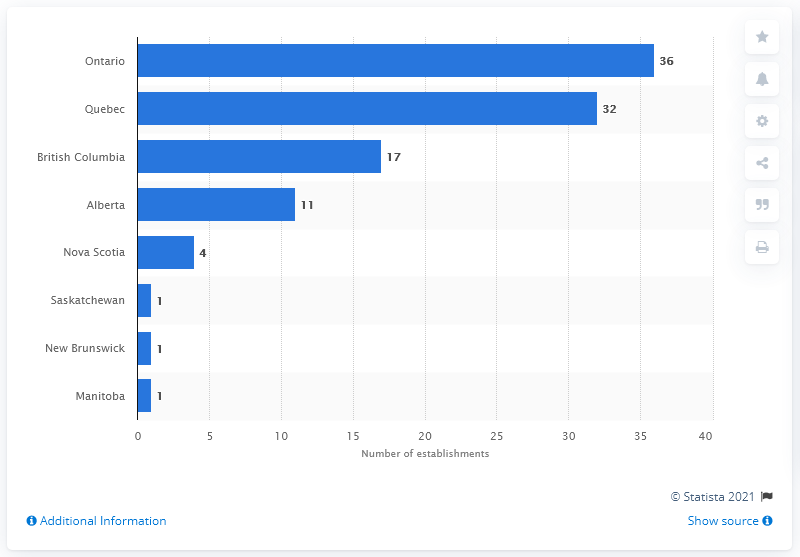 Ontario 36
Quebec 32
British Columbia 17
Alberta 11
Nova Scotia 4
Saskatchewan 1
New Brunswick 1
Manitoba 1
0 5 10 15 20 25 30 35 40
Number of establishments
© Statista 2021
Additional Information Show source